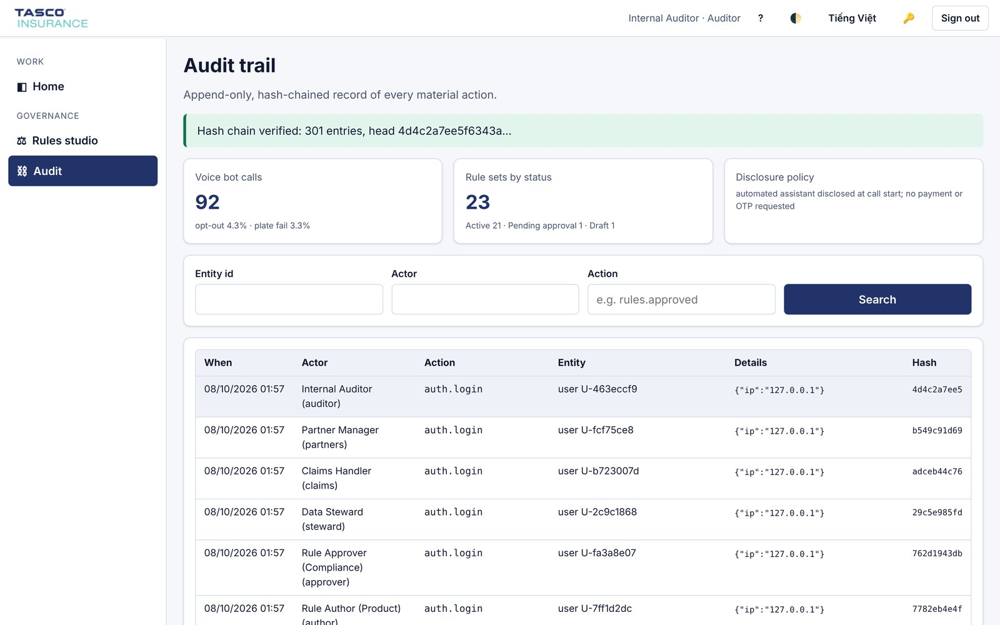 TASCO
INSURANCE
Internal Auditor · Auditor
?
Tiếng Việt
Sign out
WORK
Home
GOVERNANCE
Rules studio
Audit
Audit trail
Append-only, hash-chained record of every material action.
Hash chain verified: 301 entries, head 4d4c2a7ee5f6343a...
Voice bot calls
92
opt-out 4.3% · plate fail 3.3%
Rule sets by status
23
Active 21 · Pending approval 1 · Draft 1
Disclosure policy
automated assistant disclosed at call start; no payment or
OTP requested
Entity id
Actor
Action
e.g. rules.approved
Search
When Actor Action Entity Details Hash
08/10/2026 01:57 Internal Auditor auth.login user U-463eccf9 {"ip":"127.0.0.1"} 4d4c2a7ee5
(auditor)
08/10/2026 01:57 Partner Manager auth.login user U-fcf75ce8 {"ip":"127.0.0.1"} b549c91d69
(partners)
08/10/2026 01:57 Claims Handler auth.login user U-b723007d {"ip":"127.0.0.1"} adceb44c76
(claims)
08/10/2026 01:57 Data Steward auth.login user U-2c9c1868 {"ip":"127.0.0.1"} 29c5e985fd
(steward)
08/10/2026 01:57 Rule Approver auth.login user U-fa3a8e07 {"ip":"127.0.0.1"} 762d1943db
(Compliance)
(approver)
08/10/2026 01:57 Rule Author (Product) auth.login user U-7ff1d2dc {"ip":"127.0.0.1"} 7782eb4e4f
(author)